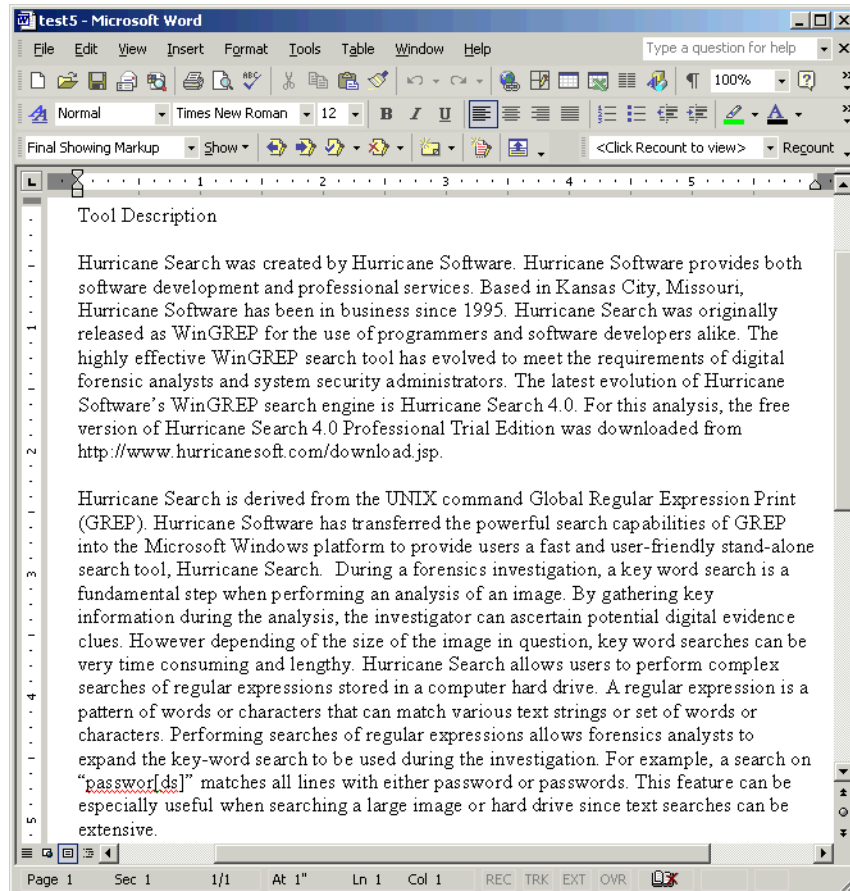 test5 - Microsoft Word
File Edit View Insert Format Tools Table Window Help Type a question for help
100%
Normal Times New Roman 12 B I U
Final Showing Markup Show <Click Recount to view> Recount
1 2 3 4 5
Tool Description
Hurricane Search was created by Hurricane Software. Hurricane Software provides both
software development and professional services. Based in Kansas City, Missouri,
Hurricane Software has been in business since 1995. Hurricane Search was originally
released as WinGREP for the use of programmers and software developers alike. The
highly effective WinGREP search tool has evolved to meet the requirements of digital
forensic analysts and system security administrators. The latest evolution of Hurricane
Software’s WinGREP search engine is Hurricane Search 4.0. For this analysis, the free
version of Hurricane Search 4.0 Professional Trial Edition was downloaded from
http://www.hurricanesoft.com/download.jsp.
Hurricane Search is derived from the UNIX command Global Regular Expression Print
(GREP). Hurricane Software has transferred the powerful search capabilities of GREP
into the Microsoft Windows platform to provide users a fast and user-friendly stand-alone
search tool, Hurricane Search.  During a forensics investigation, a key word search is a
fundamental step when performing an analysis of an image. By gathering key
information during the analysis, the investigator can ascertain potential digital evidence
clues. However depending of the size of the image in question, key word searches can be
very time consuming and lengthy. Hurricane Search allows users to perform complex
searches of regular expressions stored in a computer hard drive. A regular expression is a
pattern of words or characters that can match various text strings or set of words or
characters. Performing searches of regular expressions allows forensics analysts to
expand the key-word search to be used during the investigation. For example, a search on
“passwor[ds]” matches all lines with either password or passwords. This feature can be
especially useful when searching a large image or hard drive since text searches can be
extensive.
1
2
3
4
5
Page 1 Sec 1 1/1 At 1" Ln 1 Col 1 REC TRK EXT OVR